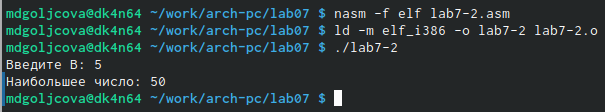 mdgoljcova@dk4n64 ~/work/arch-pc/lab07 $ nasm -f elf lab7-2.asm
mdgoljcova@dk4n64 ~/work/arch-pc/lab07 $ ld -m elf_i386 -o lab7-2 lab7-2.o
mdgoljcova@dk4n64 ~/work/arch-pc/lab07 $ ./lab7-2
Введите B: 5
Наибольшее число: 50
mdgoljcova@dk4n64 ~/work/arch-pc/lab07 $